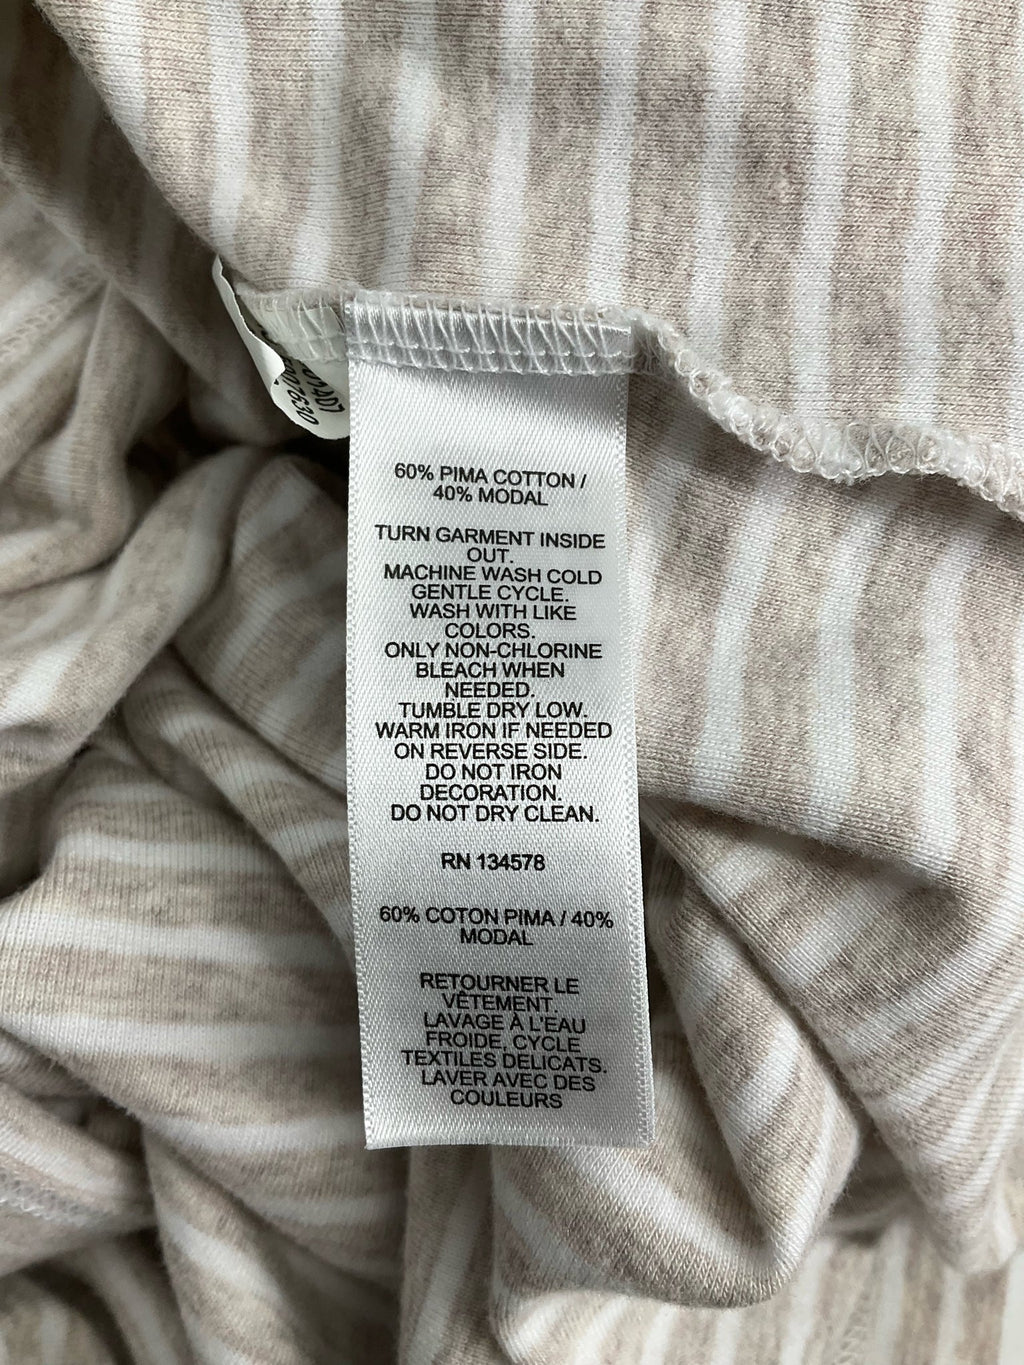 60% PIMA COTTON /
40% MODAL
TURN GARMENT INSIDE
OUT.
MACHINE WASH COLD
GENTLE CYCLE.
WASH WITH LIKE
COLORS.
ONLY NON-CHLORINE
BLEACH WHEN
NEEDED.
TUMBLE DRY LOW.
WARM IRON IF NEEDED
ON REVERSE SIDE.
DO NOT IRON
DECORATION.
DO NOT DRY CLEAN.
RN 134578
60% COTON PIMA / 40%
MODAL
RETOURNER LE
VÊTEMENT.
LAVAGE À L'EAU
FROIDE, CYCLE
TEXTILES DELICATS.
LAVER AVEC DES
COULEURS